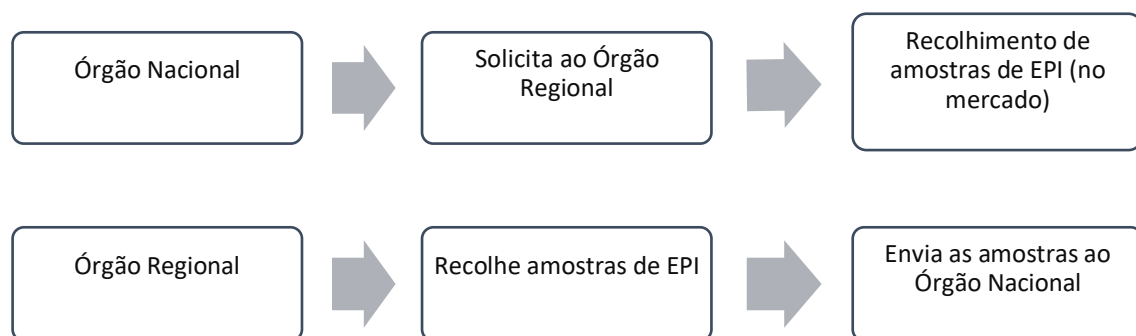 Órgão Nacional
Solicita ao Órgão
Regional
Recolhimento de
amostras de EPI (no
mercado)
Órgão Regional
Recolhe amostras de EPI
Envia as amostras ao
Órgão Nacional